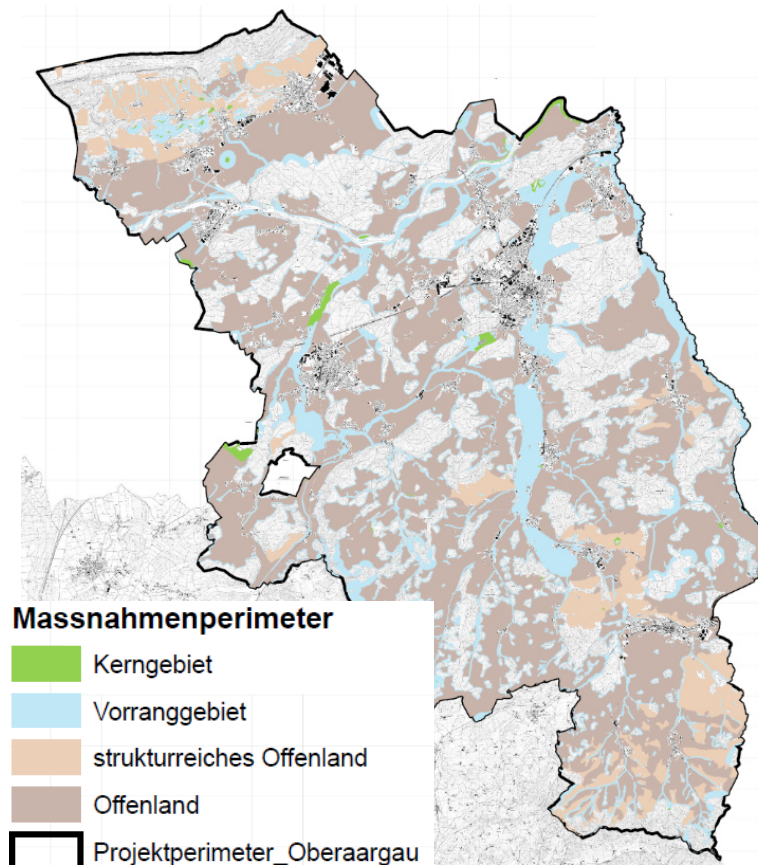 Massnahmenperimeter
Kerngebiet
Vorranggebiet
strukturreiches Offenland
Offenland
Projektperimeter_Oberaargau